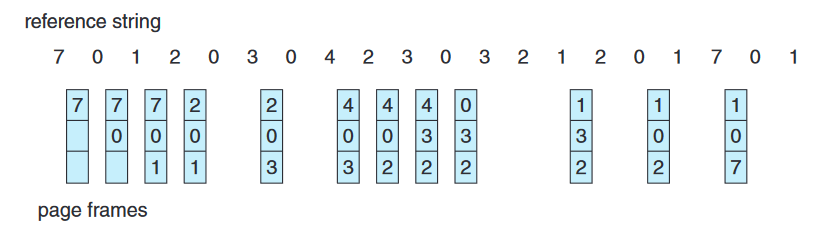 reference string
7 0 1 2 0 3 0 4 2 3 0 3 2 1 2 0 1 7 0 1
7 7 7 2 2 4 4 4 0 1 1 1
0 0 0 0 0 0 3 3 3 0 0
1 1 3 3 2 2 2 2 2 7
page frames